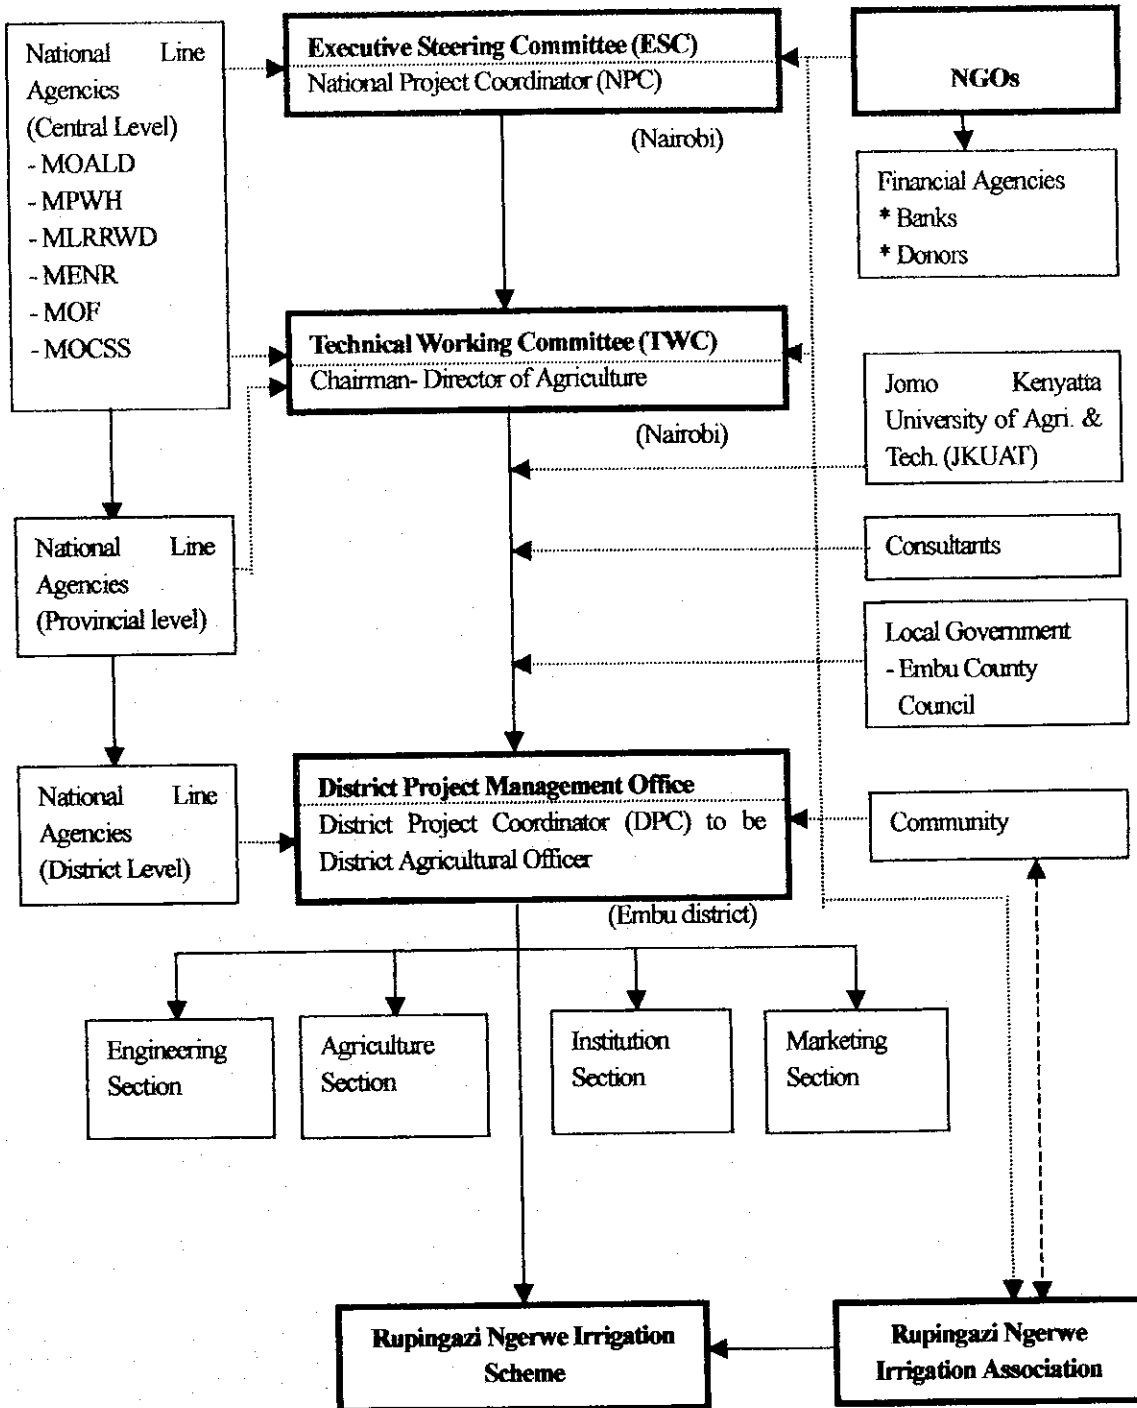 National Line
Agencies
(Central Level)
- MOALD
- MPWH
- MLRRWD
- MENR
- MOF
- MOCSS
Executive Steering Committee (ESC)
National Project Coordinator (NPC)
(Nairobi)
NGOs
Financial Agencies
* Banks
* Donors
Technical Working Committee (TWC)
Chairman- Director of Agriculture
(Nairobi)
Jomo Kenyatta
University of Agri. &
Tech. (JKUAT)
National Line
Agencies
(Provincial level)
Consultants
Local Government
- Embu County
Council
National Line
Agencies
(District Level)
District Project Management Office
District Project Coordinator (DPC) to be
District Agricultural Officer
(Embu district)
Community
Engineering
Section
Agriculture
Section
Institution
Section
Marketing
Section
Rupingazi Ngerwe Irrigation
Scheme
Rupingazi Ngerwe
Irrigation Association